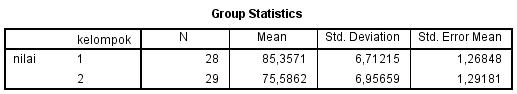 Group Statistics
kelompok N Mean Std. Deviation Std. Error Mean
nilai 1 28 85,3571 6,71215 1,26848
2 29 75,5862 6,95659 1,29181